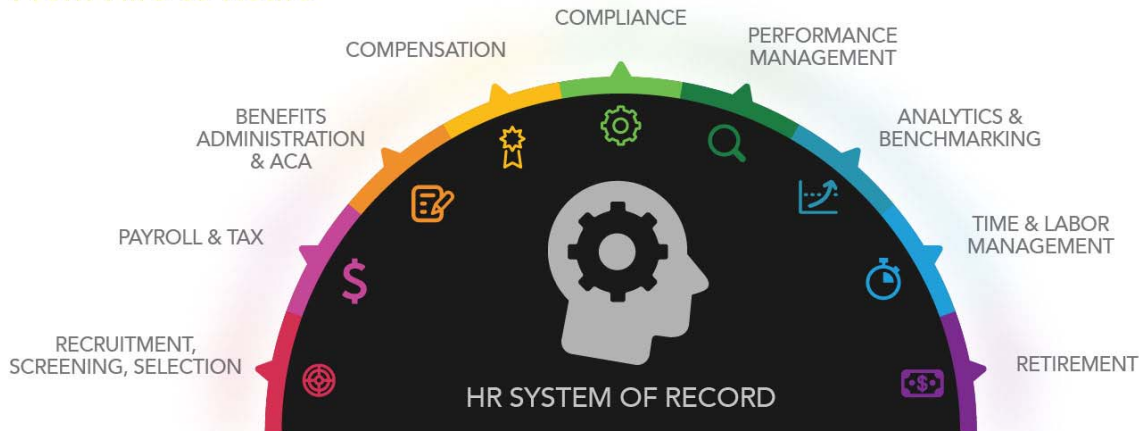 COMPLIANCE
COMPENSATION
PERFORMANCE
MANAGEMENT
BENEFITS
ADMINISTRATION
& ACA
ANALYTICS &
BENCHMARKING
PAYROLL & TAX
TIME & LABOR
MANAGEMENT
RECRUITMENT,
SCREENING, SELECTION
RETIREMENT
HR SYSTEM OF RECORD
$
$